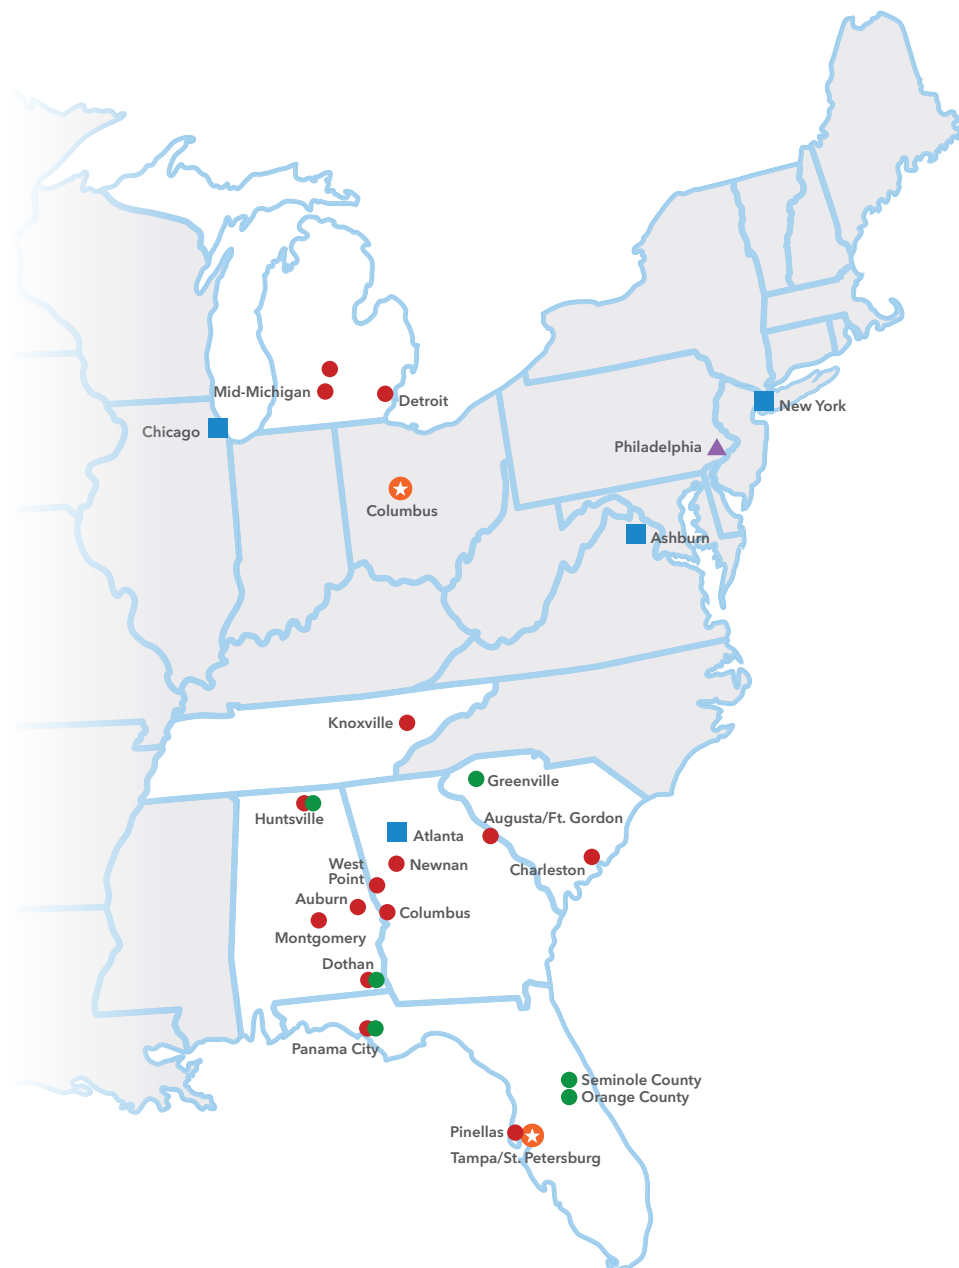 Mid-Michigan
Detroit
New York
Chicago
Philadelphia
Columbus
Ashburn
Knoxville
Greenville
Huntsville
Augusta/Ft. Gordon
Atlanta
West
Point
Newnan
Charleston
Auburn
Columbus
Montgomery
Dothan
Panama City
Seminole County
Orange County
Pinellas
Tampa/St. Petersburg